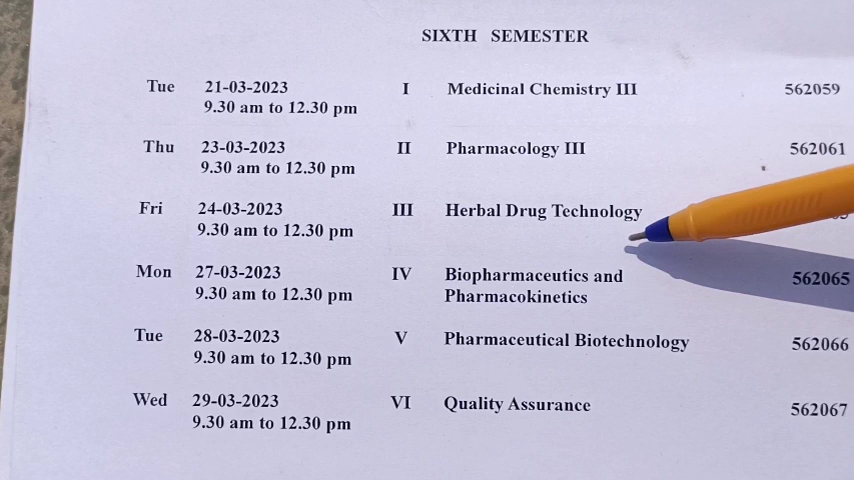 SIXTH SEMESTER
Tue 21-03-2023 I Medicinal Chemistry III 562059
9.30 am to 12.30 pm
Thu 23-03-2023 II Pharmacology III 562061
9.30 am to 12.30 pm
Fri 24-03-2023 III Herbal Drug Technology
9.30 am to 12.30 pm
Mon 27-03-2023 IV Biopharmaceutics and 562065
9.30 am to 12.30 pm Pharmacokinetics
Tue 28-03-2023 V Pharmaceutical Biotechnology 562066
9.30 am to 12.30 pm
Wed 29-03-2023 VI Quality Assurance 562067
9.30 am to 12.30 pm